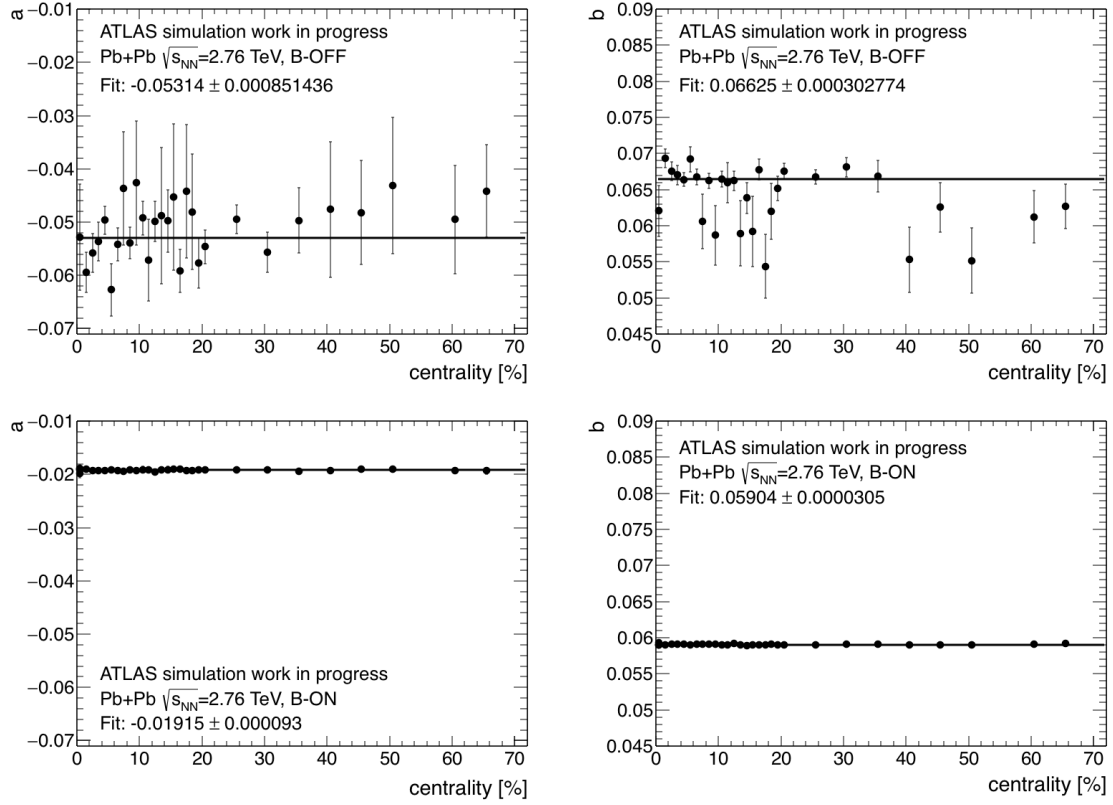 a
−0.01
−0.02
−0.03
−0.04
−0.05
−0.06
−0.07
ATLAS simulation work in progress
Pb+Pb √sNN=2.76 TeV, B-OFF
Fit: -0.05314 ± 0.000851436
0 10 20 30 40 50 60 70
centrality [%]
b
0.09
0.085
0.08
0.075
0.07
0.065
0.06
0.055
0.05
0.045
ATLAS simulation work in progress
Pb+Pb √sNN=2.76 TeV, B-OFF
Fit: 0.06625 ± 0.000302774
0 10 20 30 40 50 60 70
centrality [%]
a
−0.01
−0.02
−0.03
−0.04
−0.05
−0.06
−0.07
ATLAS simulation work in progress
Pb+Pb √sNN=2.76 TeV, B-ON
Fit: -0.01915 ± 0.000093
0 10 20 30 40 50 60 70
centrality [%]
b
0.09
0.085
0.08
0.075
0.07
0.065
0.06
0.055
0.05
0.045
ATLAS simulation work in progress
Pb+Pb √sNN=2.76 TeV, B-ON
Fit: 0.05904 ± 0.0000305
0 10 20 30 40 50 60 70
centrality [%]